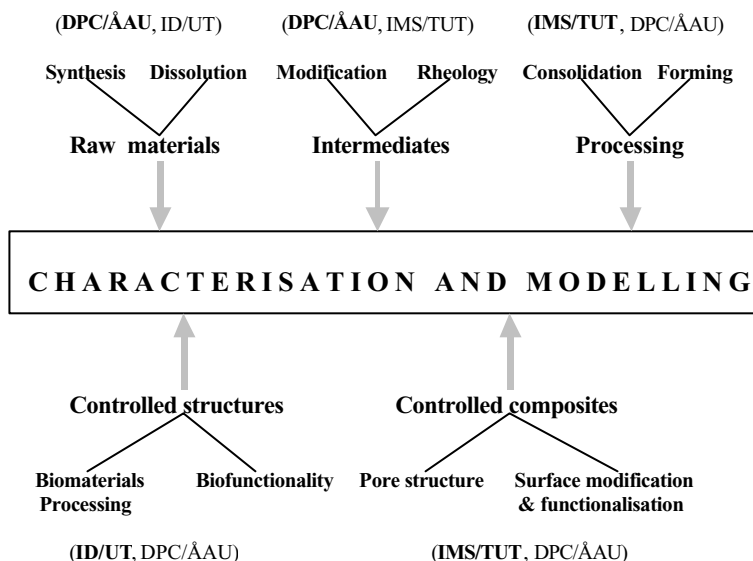 (DPC/ÅAU, ID/UT) (DPC/ÅAU, IMS/TUT) (IMS/TUT, DPC/ÅAU)
Synthesis Dissolution Modification Rheology Consolidation Forming
Raw materials Intermediates Processing
CHARACTERISATION AND MODELLING
Controlled structures Controlled composites
Biomaterials Biofunctionality Pore structure Surface modification
Processing & functionalisation
(ID/UT, DPC/ÅAU) (IMS/TUT, DPC/ÅAU)